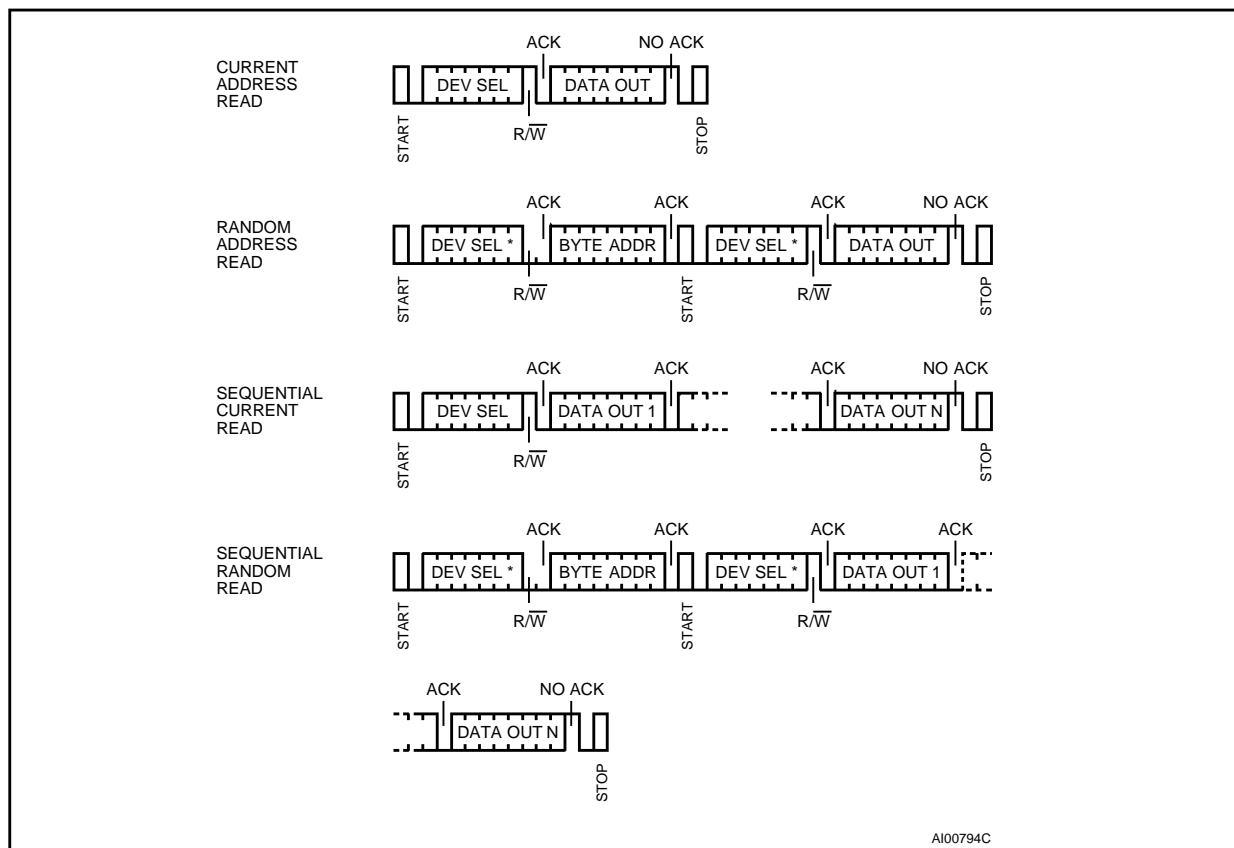 ACK NO ACK
CURRENT
ADDRESS
READ
DEV SEL DATA OUT
START R/W̅ STOP
ACK ACK ACK NO ACK
RANDOM
ADDRESS
READ
DEV SEL * BYTE ADDR DEV SEL * DATA OUT
START R/W̅ START R/W̅ STOP
ACK ACK ACK NO ACK
SEQUENTIAL
CURRENT
READ
DEV SEL DATA OUT 1 DATA OUT N
START R/W̅ STOP
ACK ACK ACK ACK
SEQUENTIAL
RANDOM
READ
DEV SEL * BYTE ADDR DEV SEL * DATA OUT 1
START R/W̅ START R/W̅
ACK NO ACK
DATA OUT N
STOP
AI00794C